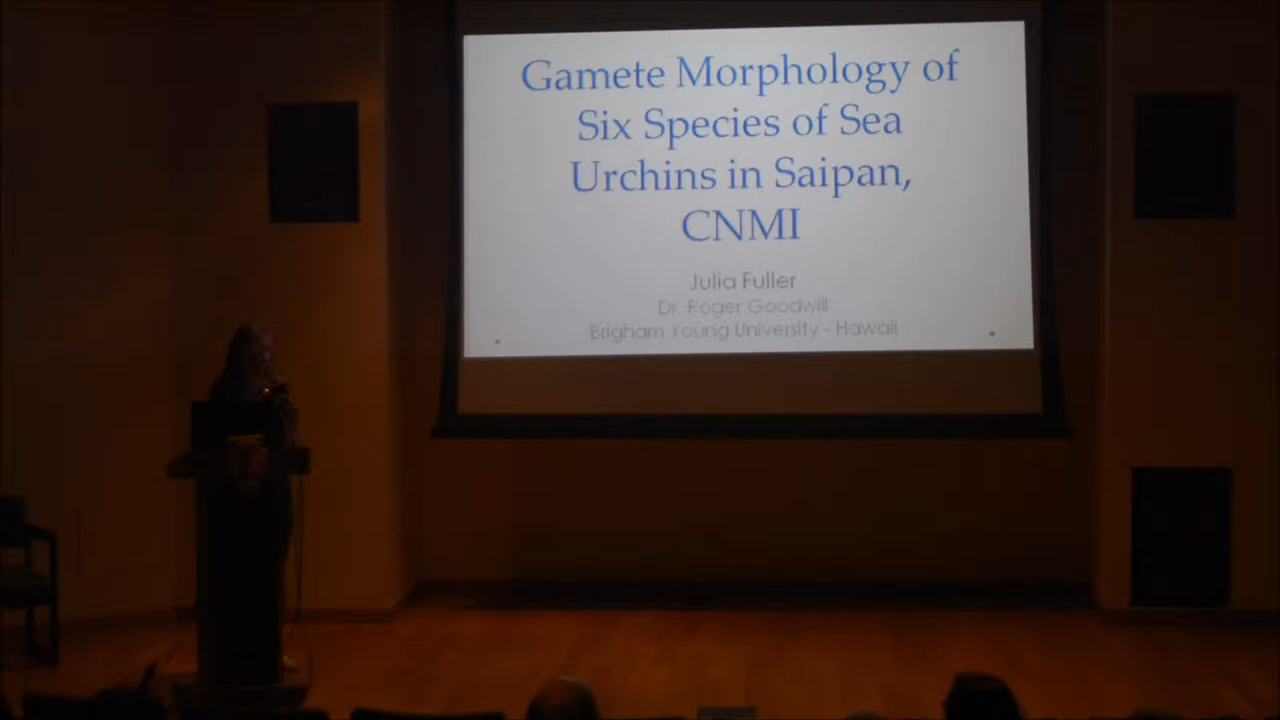 Gamete Morphology of
Six Species of Sea
Urchins in Saipan,
CNMI
Julia Fuller
Dr. Roger Goodwill
Brigham Young University - Hawaii